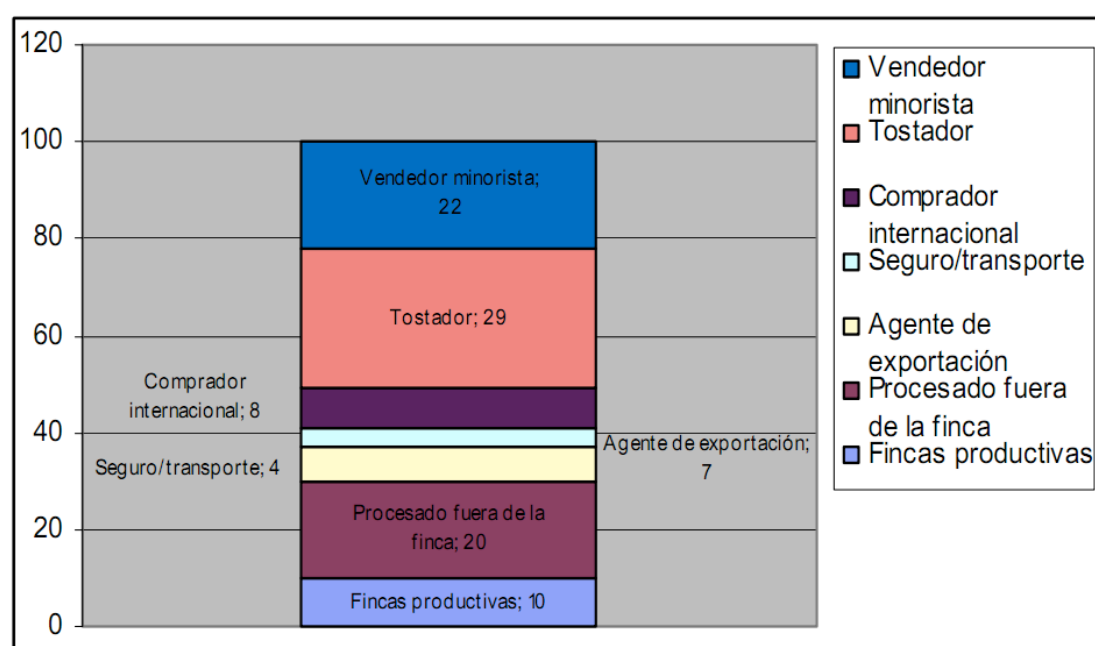 120
100
80
60
40
20
0
Vendedor minorista;
22
Tostador; 29
Comprador
internacional; 8
Seguro/transporte; 4
Agente de exportación;
7
Procesado fuera de la
finca; 20
Fincas productivas; 10
Vendedor
minorista
Tostador
Comprador
internacional
Seguro/transporte
Agente de
exportación
Procesado fuera
de la finca
Fincas productivas